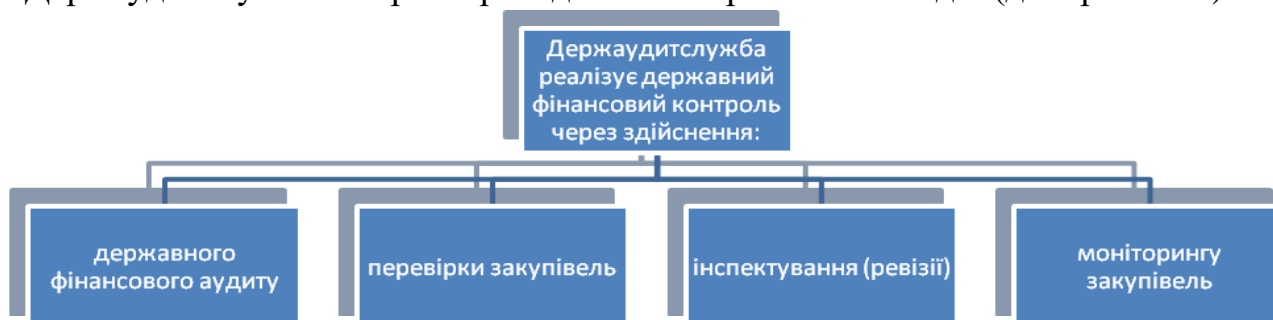 Держаудитслужба
реалізує державний
фінансовий контроль
через здійснення:
державного
фінансового аудиту
перевірки закупівель
інспектування (ревізії)
моніторингу
закупівель